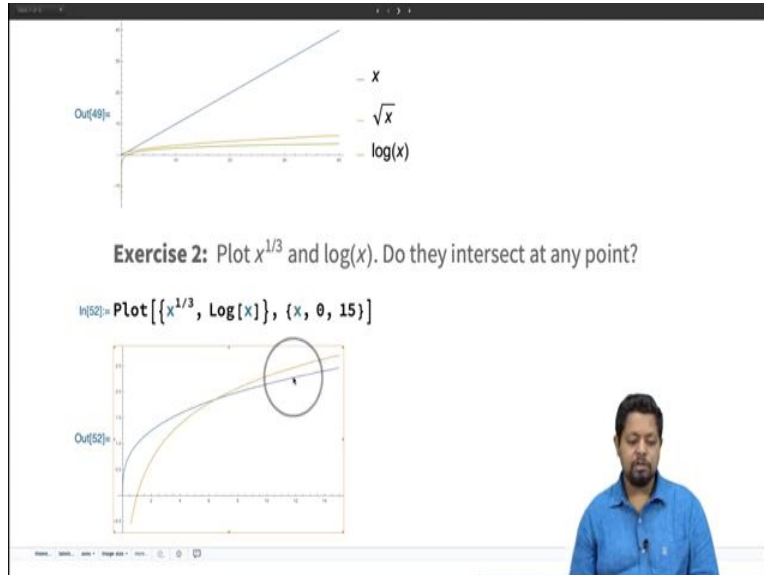 Out[49]=
x
√x
log(x)
Exercise 2: Plot x^{1/3} and log(x). Do they intersect at any point?
In[52]:= Plot[{x^{1/3}, Log[x]}, {x, 0, 15}]
Out[52]=